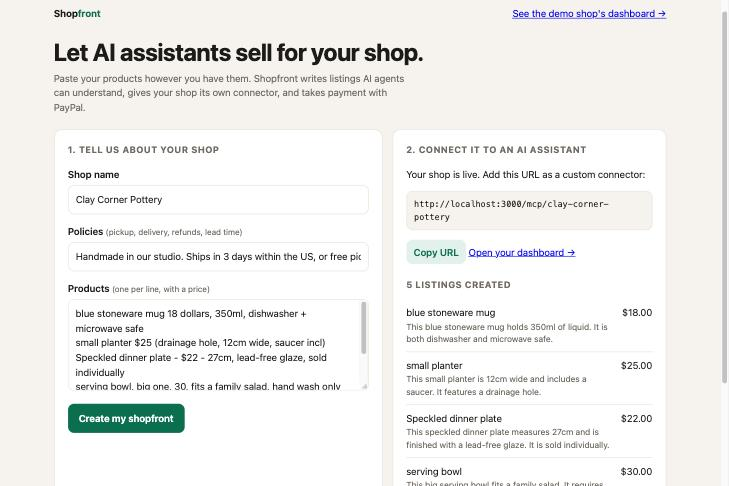 Shopfront
See the demo shop's dashboard →
Let AI assistants sell for your shop.
Paste your products however you have them. Shopfront writes listings AI agents
can understand, gives your shop its own connector, and takes payment with
PayPal.
1. TELL US ABOUT YOUR SHOP
Shop name
Clay Corner Pottery
Policies (pickup, delivery, refunds, lead time)
Handmade in our studio. Ships in 3 days within the US, or free pic
Products (one per line, with a price)
blue stoneware mug 18 dollars, 350ml, dishwasher +
microwave safe
small planter $25 (drainage hole, 12cm wide, saucer incl)
Speckled dinner plate - $22 - 27cm, lead-free glaze, sold
individually
serving bowl, big one, 30, fits a family salad, hand wash only
Create my shopfront
2. CONNECT IT TO AN AI ASSISTANT
Your shop is live. Add this URL as a custom connector:
http://localhost:3000/mcp/clay-corner-
pottery
Copy URL Open your dashboard →
5 LISTINGS CREATED
blue stoneware mug $18.00
This blue stoneware mug holds 350ml of liquid. It is
both dishwasher and microwave safe.
small planter $25.00
This small planter is 12cm wide and includes a
saucer. It features a drainage hole.
Speckled dinner plate $22.00
This speckled dinner plate measures 27cm and is
finished with a lead-free glaze. It is sold individually.
serving bowl $30.00
This big serving bowl fits a family salad. It requires